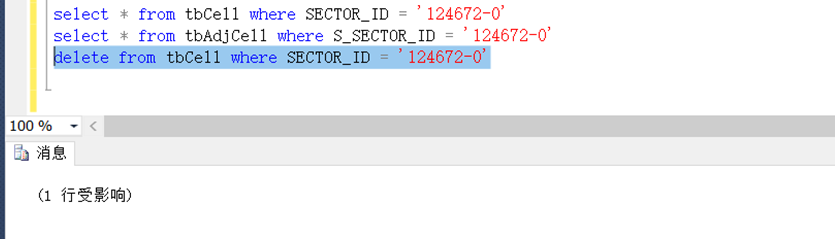 select * from tbCell where SECTOR_ID = '124672-0'
select * from tbAdjCell where S_SECTOR_ID = '124672-0'
delete from tbCell where SECTOR_ID = '124672-0'
100 %
消息
(1 行受影响)